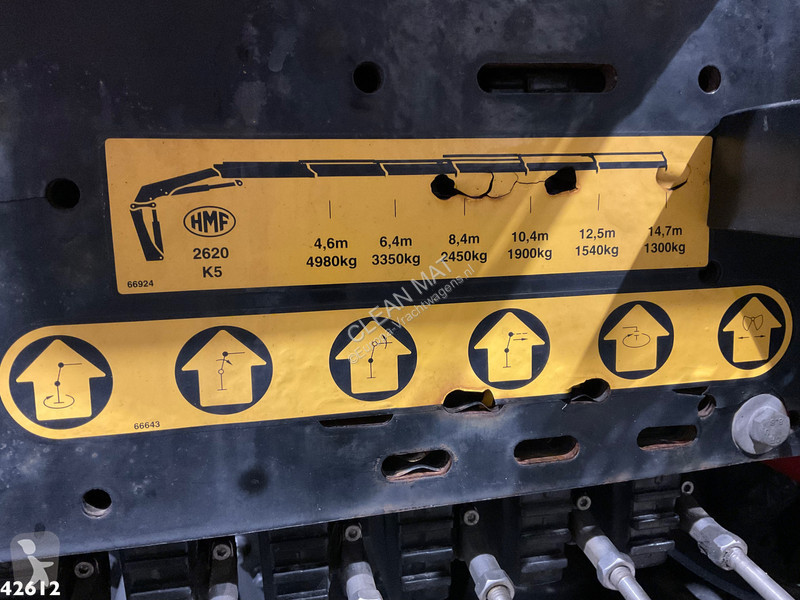 HMF
2620
K5
4,6m 6,4m 8,4m 10,4m 12,5m 14,7m
4980kg 3350kg 2450kg 1900kg 1540kg 1300kg
66924
CLEAN MAT
T
66643
42612